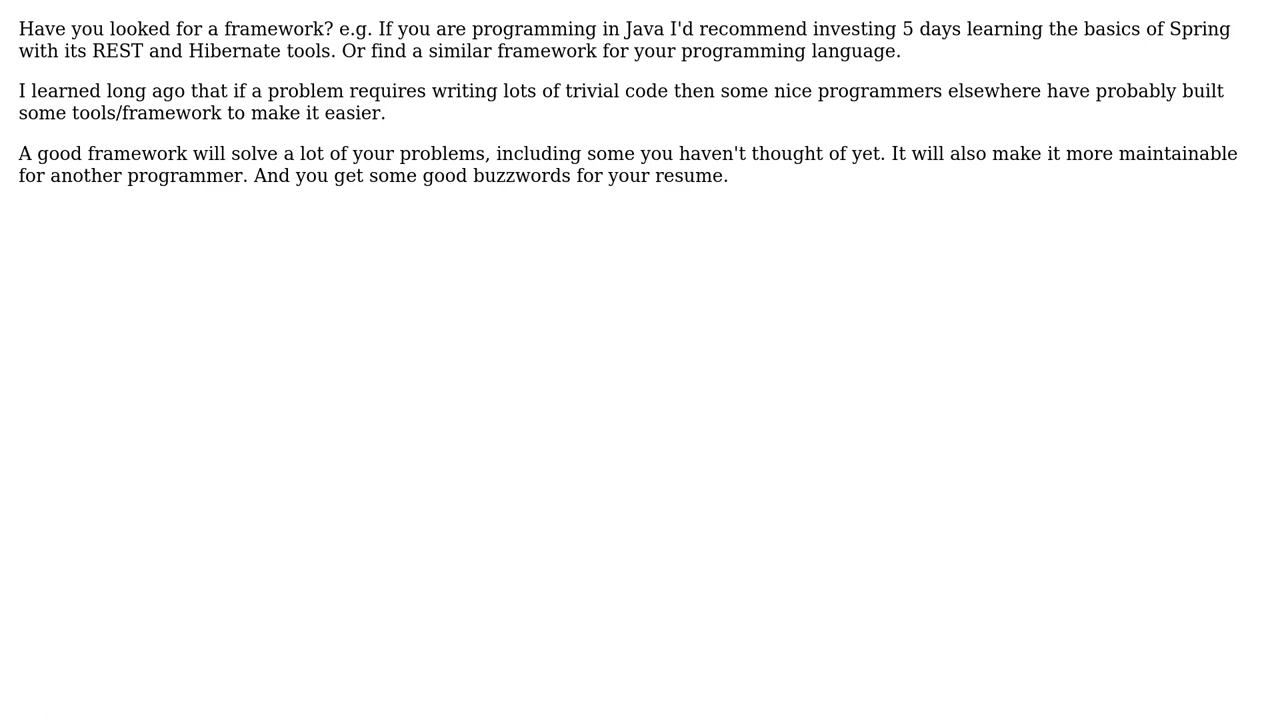 Have you looked for a framework? e.g. If you are programming in Java I'd recommend investing 5 days learning the basics of Spring
with its REST and Hibernate tools. Or find a similar framework for your programming language.
I learned long ago that if a problem requires writing lots of trivial code then some nice programmers elsewhere have probably built
some tools/framework to make it easier.
A good framework will solve a lot of your problems, including some you haven't thought of yet. It will also make it more maintainable
for another programmer. And you get some good buzzwords for your resume.